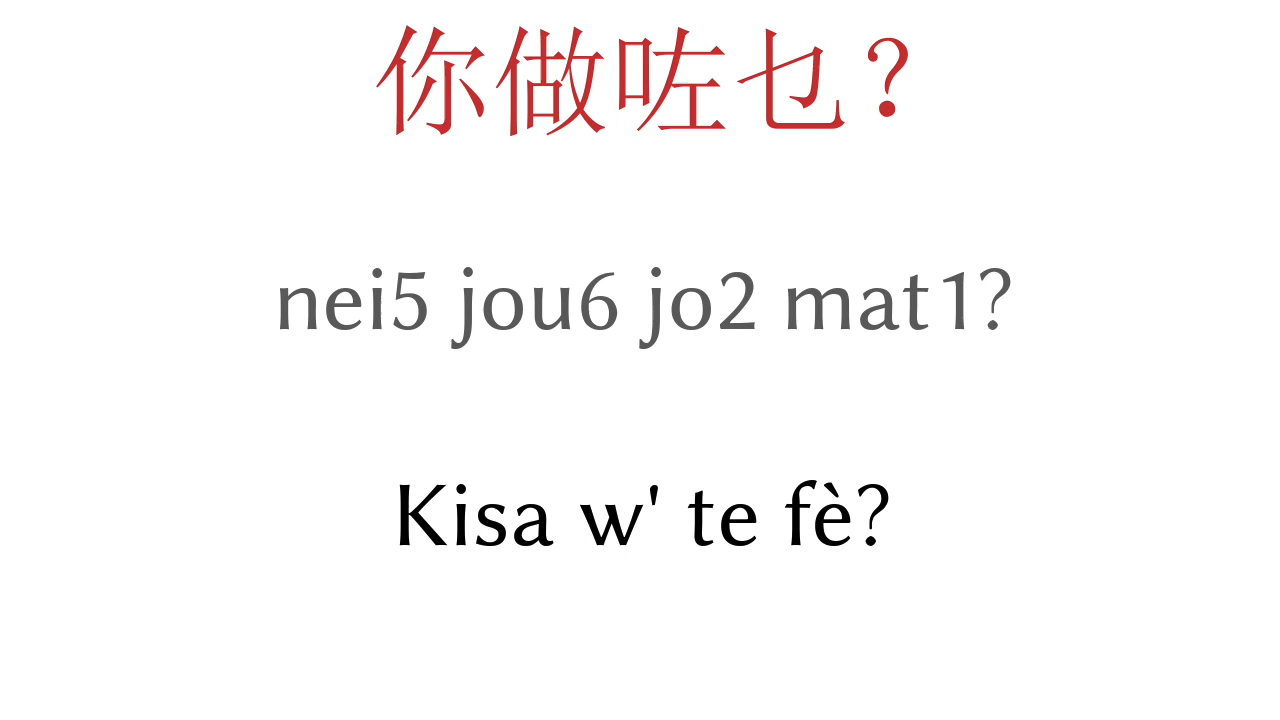 你做咗乜？
nei5 jou6 jo2 mat1?
Kisa w' te fè?